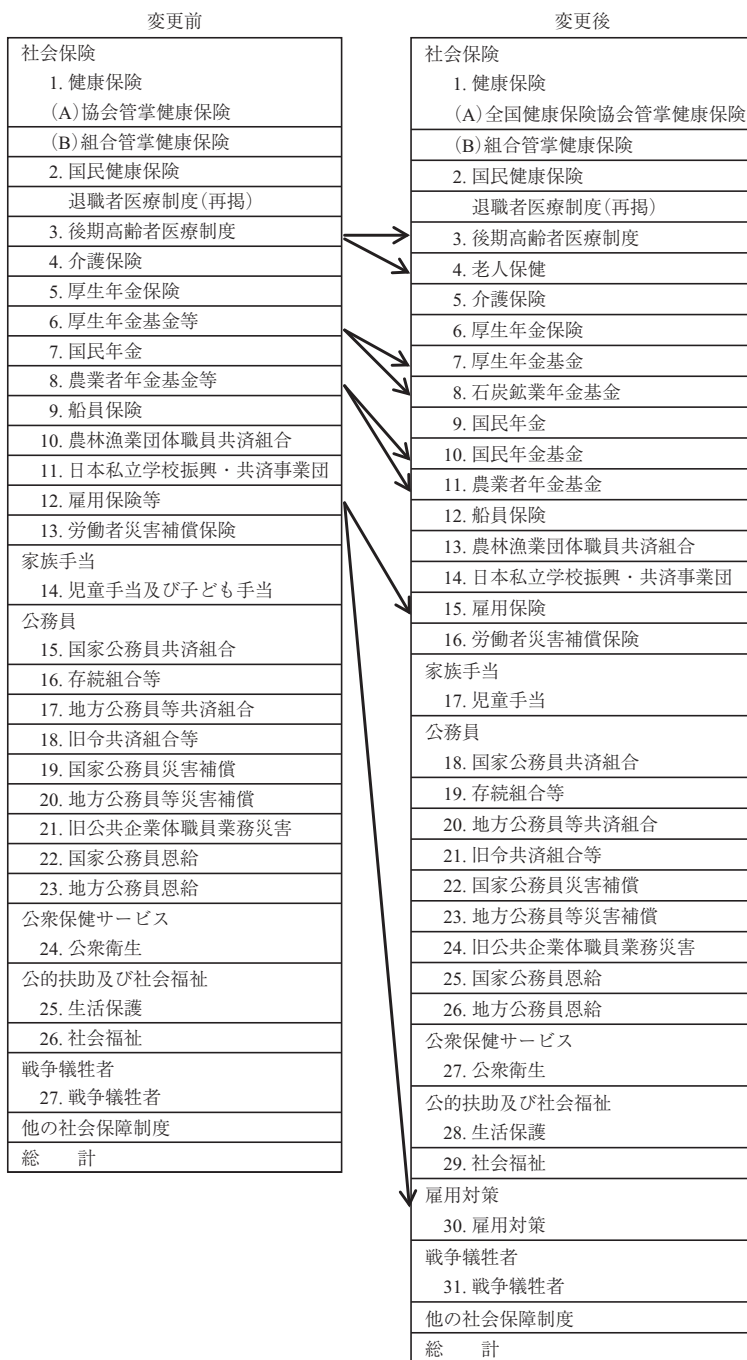 変更前
社会保険
1. 健康保険
(A)協会管掌健康保険
(B)組合管掌健康保険
2. 国民健康保険
退職者医療制度(再掲)
3. 後期高齢者医療制度
4. 介護保険
5. 厚生年金保険
6. 厚生年金基金等
7. 国民年金
8. 農業者年金基金等
9. 船員保険
10. 農林漁業団体職員共済組合
11. 日本私立学校振興・共済事業団
12. 雇用保険等
13. 労働者災害補償保険
家族手当
14. 児童手当及び子ども手当
公務員
15. 国家公務員共済組合
16. 存続組合等
17. 地方公務員等共済組合
18. 旧令共済組合等
19. 国家公務員災害補償
20. 地方公務員等災害補償
21. 旧公共企業体職員業務災害
22. 国家公務員恩給
23. 地方公務員恩給
公衆保健サービス
24. 公衆衛生
公的扶助及び社会福祉
25. 生活保護
26. 社会福祉
戦争犠牲者
27. 戦争犠牲者
他の社会保障制度
総　　計
変更後
社会保険
1. 健康保険
(A)全国健康保険協会管掌健康保険
(B)組合管掌健康保険
2. 国民健康保険
退職者医療制度(再掲)
3. 後期高齢者医療制度
4. 老人保健
5. 介護保険
6. 厚生年金保険
7. 厚生年金基金
8. 石炭鉱業年金基金
9. 国民年金
10. 国民年金基金
11. 農業者年金基金
12. 船員保険
13. 農林漁業団体職員共済組合
14. 日本私立学校振興・共済事業団
15. 雇用保険
16. 労働者災害補償保険
家族手当
17. 児童手当
公務員
18. 国家公務員共済組合
19. 存続組合等
20. 地方公務員等共済組合
21. 旧令共済組合等
22. 国家公務員災害補償
23. 地方公務員等災害補償
24. 旧公共企業体職員業務災害
25. 国家公務員恩給
26. 地方公務員恩給
公衆保健サービス
27. 公衆衛生
公的扶助及び社会福祉
28. 生活保護
29. 社会福祉
雇用対策
30. 雇用対策
戦争犠牲者
31. 戦争犠牲者
他の社会保障制度
総　　計